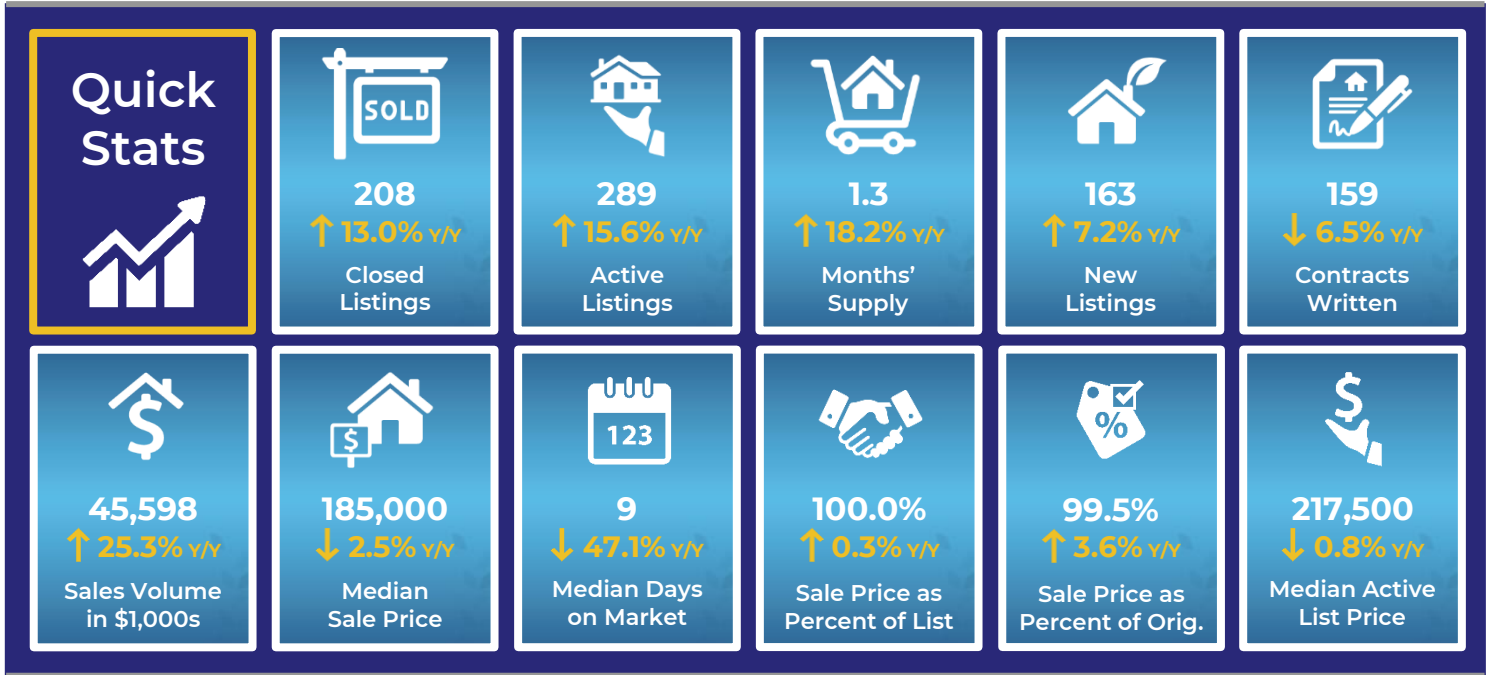 Quick
Stats
SOLD
208
↑ 13.0% Y/Y
Closed
Listings
289
↑ 15.6% Y/Y
Active
Listings
1.3
↑ 18.2% Y/Y
Months’
Supply
163
↑ 7.2% Y/Y
New
Listings
159
↓ 6.5% Y/Y
Contracts
Written
$
45,598
↑ 25.3% Y/Y
Sales Volume
in $1,000s
$
185,000
↓ 2.5% Y/Y
Median
Sale Price
123
9
↓ 47.1% Y/Y
Median Days
on Market
100.0%
↑ 0.3% Y/Y
Sale Price as
Percent of List
%
99.5%
↑ 3.6% Y/Y
Sale Price as
Percent of Orig.
$
217,500
↓ 0.8% Y/Y
Median Active
List Price